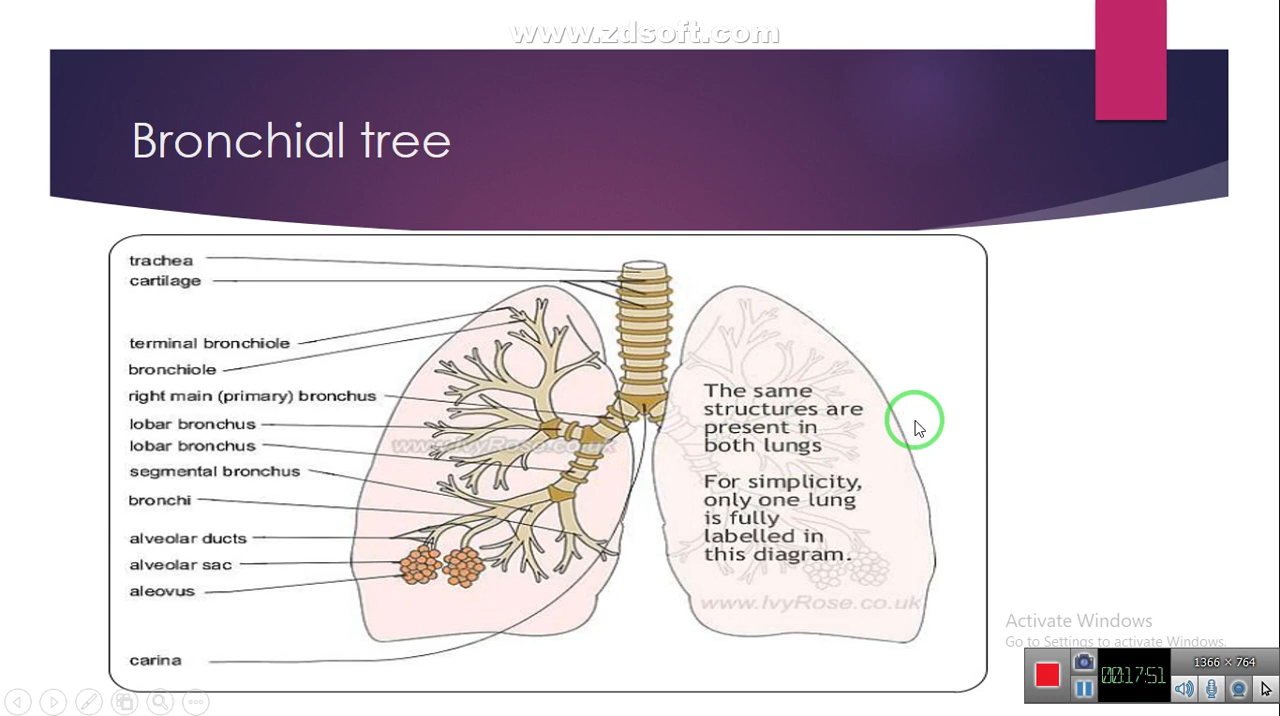 www.zdsoft.com
Bronchial tree
trachea
cartilage
terminal bronchiole
bronchiole
right main (primary) bronchus
lobar bronchus
lobar bronchus
segmental bronchus
bronchi
alveolar ducts
alveolar sac
aleovus
carina
www.IvyRose.co.uk
The same
structures are
present in
both lungs
For simplicity,
only one lung
is fully
labelled in
this diagram.
www.IvyRose.co.uk
Activate Windows
Go to Settings to activate Windows.
1366 × 764
00:17:51